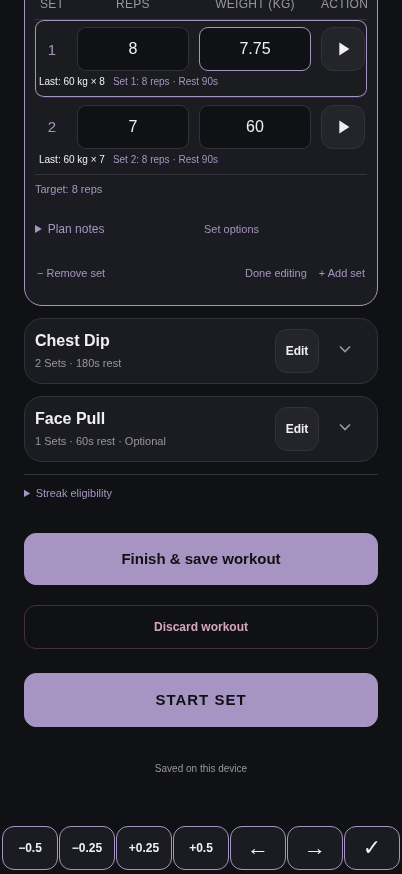 SET REPS WEIGHT (KG) ACTION
1 8 7.75
Last: 60 kg × 8 Set 1: 8 reps · Rest 90s
2 7 60
Last: 60 kg × 7 Set 2: 8 reps · Rest 90s
Target: 8 reps
Plan notes Set options
− Remove set Done editing + Add set
Chest Dip
2 Sets · 180s rest
Edit
Face Pull
1 Sets · 60s rest · Optional
Edit
Streak eligibility
Finish & save workout
Discard workout
START SET
Saved on this device
−0.5 −0.25 +0.25 +0.5 ← → ✓